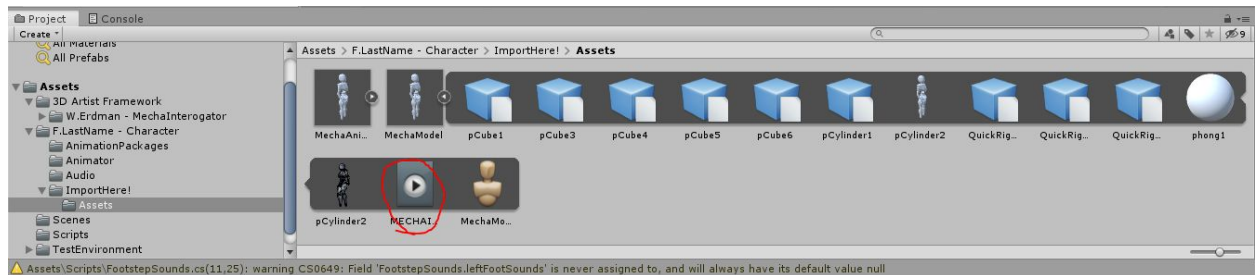 Project Console
Create
All Materials
All Prefabs
Assets
3D Artist Framework
W.Erdman - MechaInterogator
F.LastName - Character
AnimationPackages
Animator
Audio
ImportHere!
Assets
Scenes
Scripts
TestEnvironment
Assets > F.LastName - Character > ImportHere! > Assets
9
MechaAni... MechaModel pCube1 pCube3 pCube4 pCube5 pCube6 pCylinder1 pCylinder2 QuickRig... QuickRig... QuickRig... phong1
pCylinder2 MECHAI... MechaMo...
Assets\Scripts\FootstepSounds.cs(11,25): warning CS0649: Field 'FootstepSounds.leftFootSounds' is never assigned to, and will always have its default value null